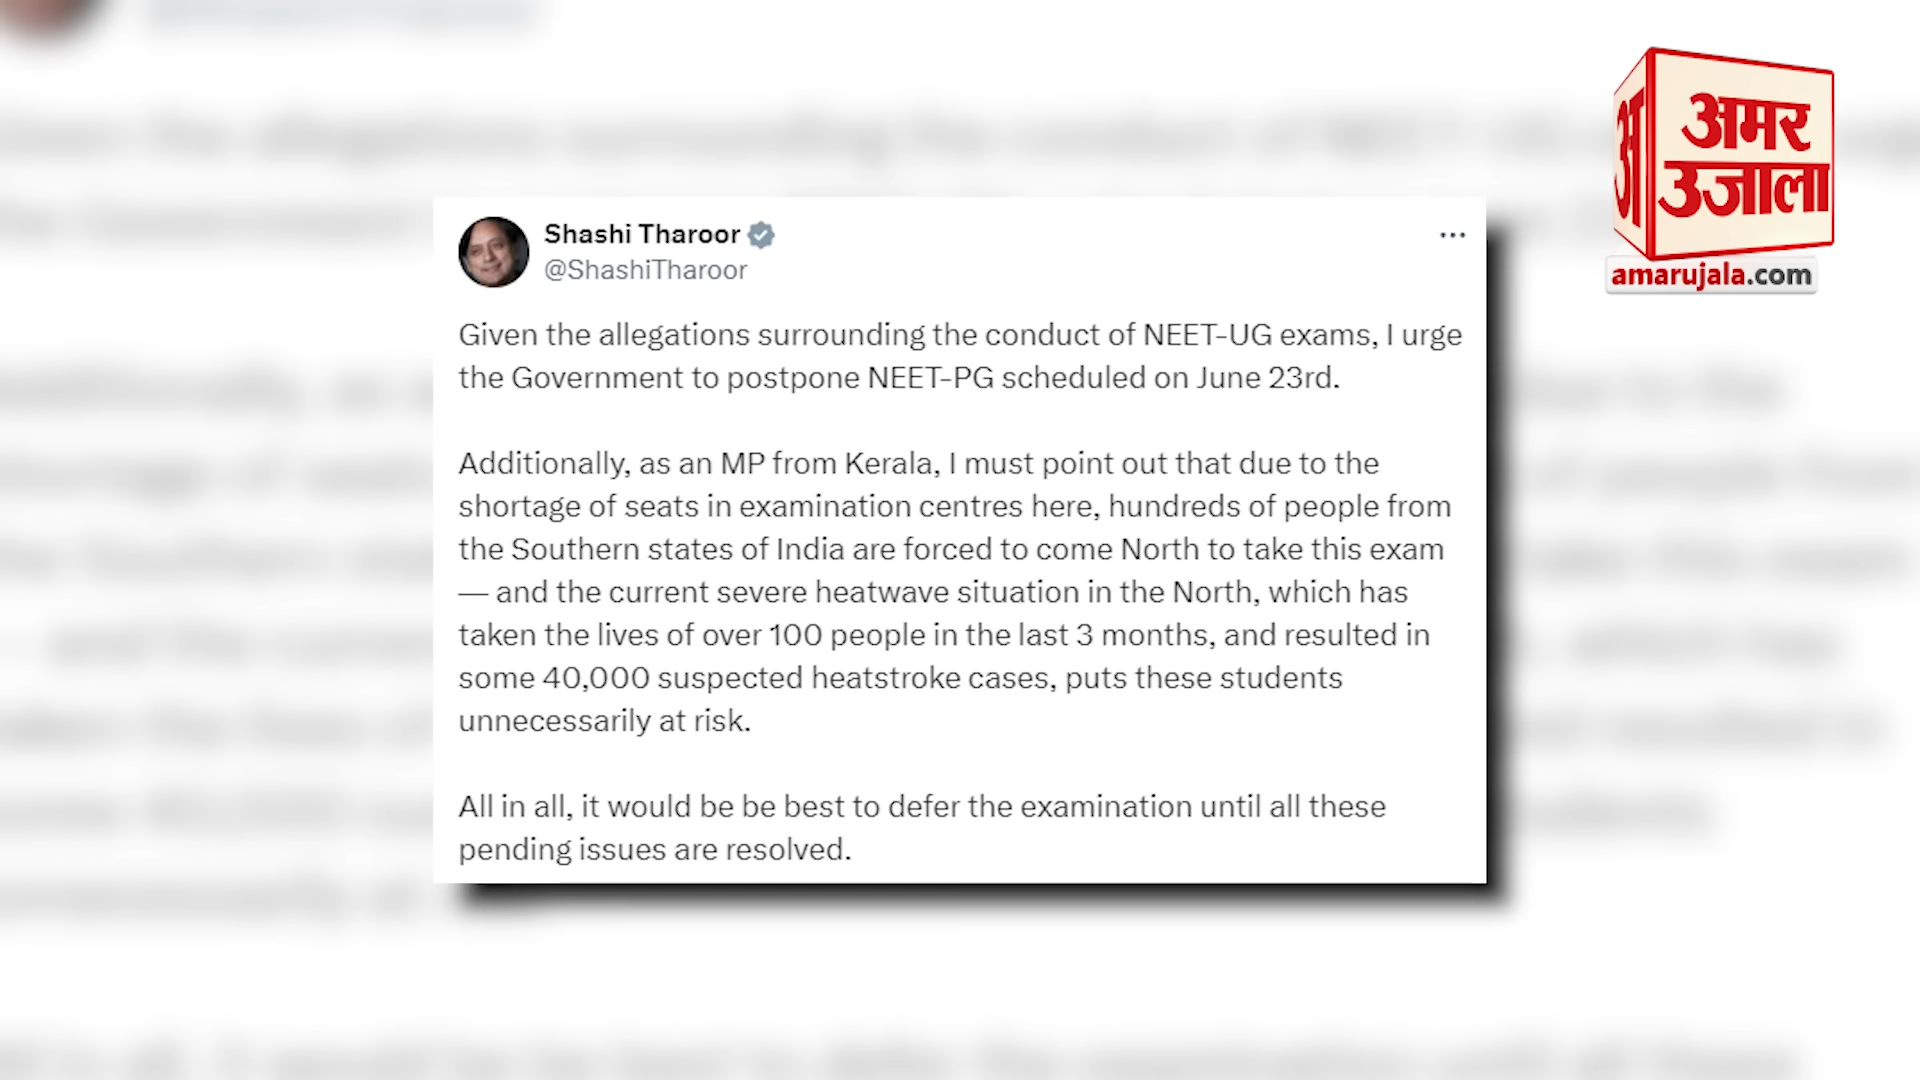 Shashi Tharoor
@ShashiTharoor
Given the allegations surrounding the conduct of NEET-UG exams, I urge
the Government to postpone NEET-PG scheduled on June 23rd.
Additionally, as an MP from Kerala, I must point out that due to the
shortage of seats in examination centres here, hundreds of people from
the Southern states of India are forced to come North to take this exam
— and the current severe heatwave situation in the North, which has
taken the lives of over 100 people in the last 3 months, and resulted in
some 40,000 suspected heatstroke cases, puts these students
unnecessarily at risk.
All in all, it would be be best to defer the examination until all these
pending issues are resolved.
अ
अमर
उजाला
amarujala.com